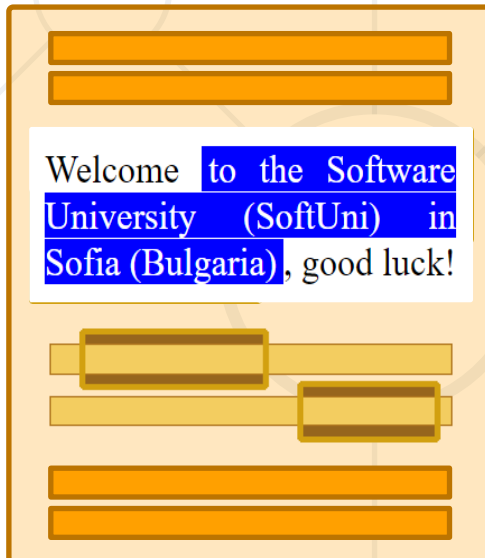 Welcome to the Software
University (SoftUni) in
Sofia (Bulgaria), good luck!